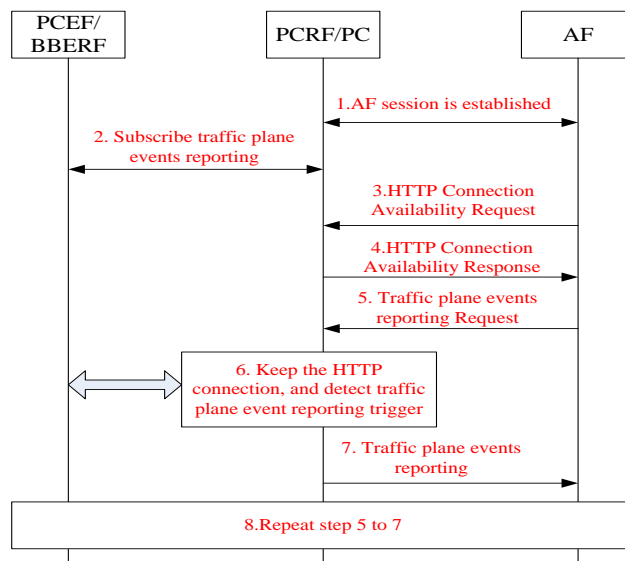 PCEF/
BBERF
PCRF/PC
AF
1.AF session is established
2. Subscribe traffic plane
events reporting
3.HTTP Connection
Availability Request
4.HTTP Connection
Availability Response
5. Traffic plane events
reporting Request
6. Keep the HTTP
connection, and detect traffic
plane event reporting trigger
7. Traffic plane events
reporting
8.Repeat step 5 to 7